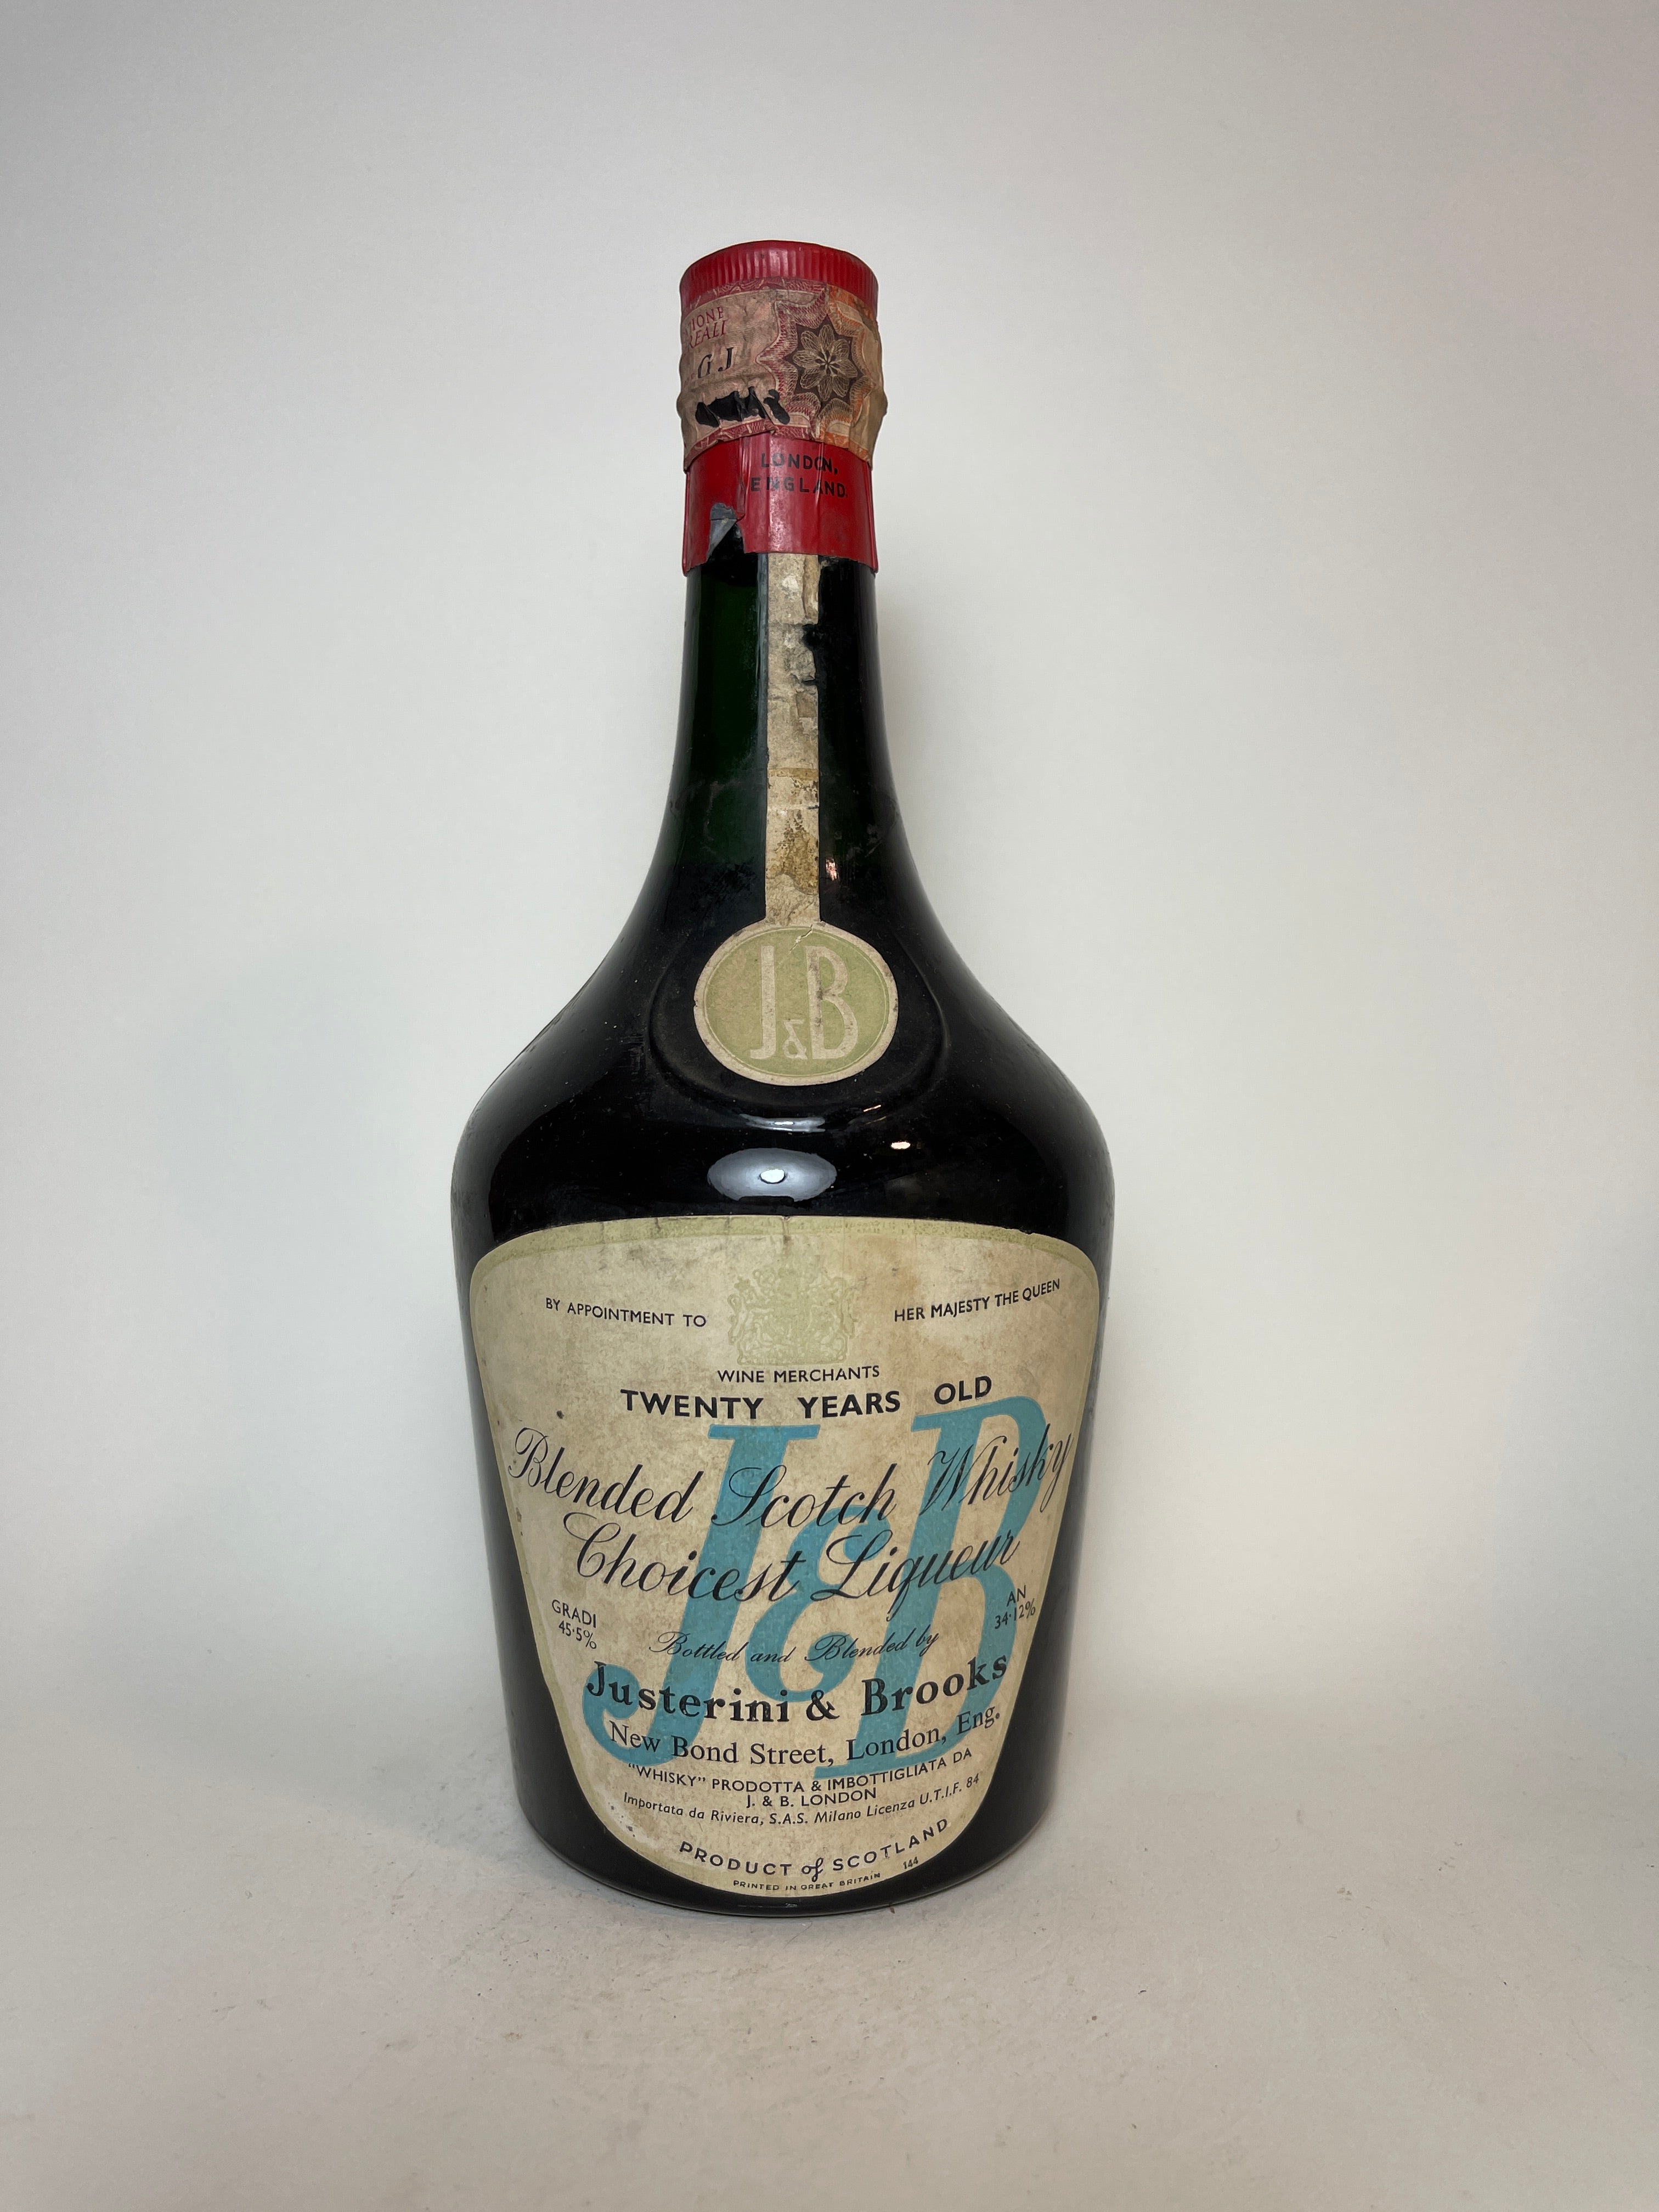 GJ
LONDON,
ENGLAND.
J&B
BY APPOINTMENT TO HER MAJESTY THE QUEEN
WINE MERCHANTS
TWENTY YEARS OLD
J&B
Blended Scotch Whisky
Choicest Liqueur
GRADI
45·5%
AN
34·12%
Bottled and Blended by
Justerini & Brooks
New Bond Street, London, Eng.
"WHISKY" PRODOTTA & IMBOTTIGLIATA DA
J. & B. LONDON
Importata da Riviera, S.A.S. Milano Licenza U.T.I.F. 84
PRODUCT of SCOTLAND
PRINTED IN GREAT BRITAIN 144